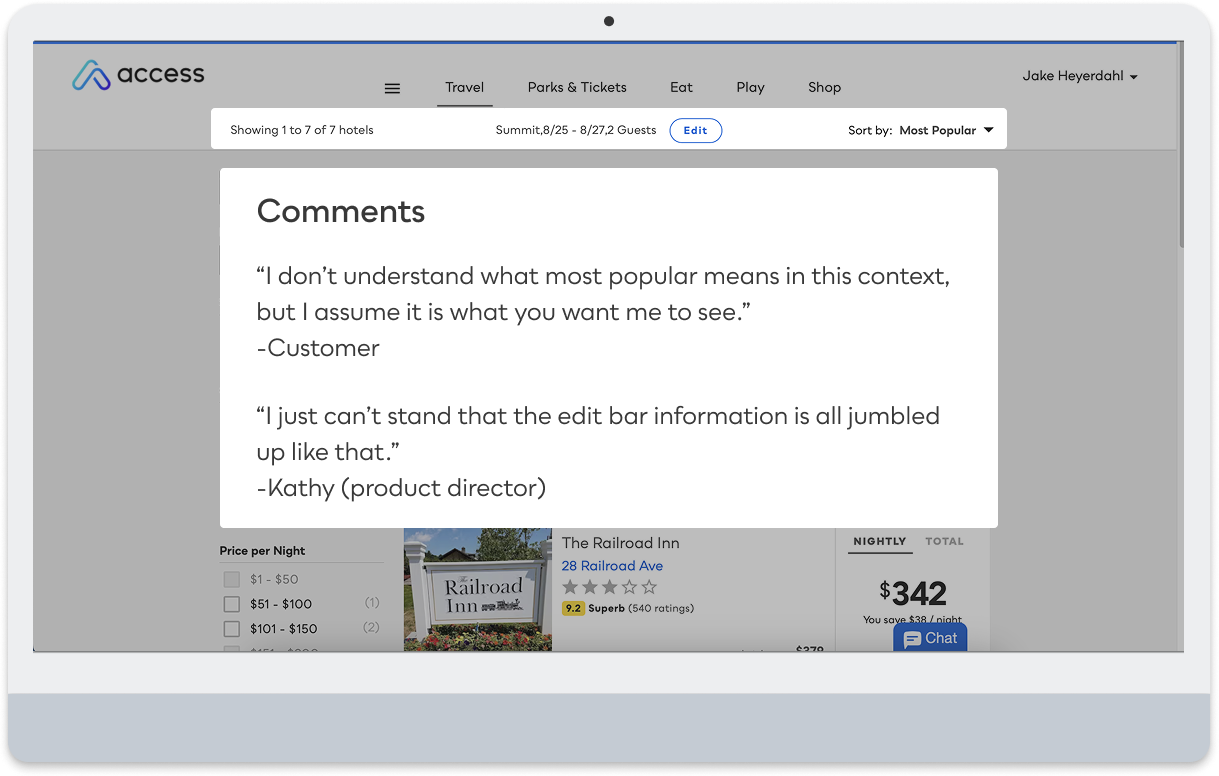 access
Jake Heyerdahl
Travel
Parks & Tickets
Eat
Play
Shop
Showing 1 to 7 of 7 hotels
Summit,8/25 - 8/27,2 Guests
Edit
Sort by: Most Popular
Comments
“I don’t understand what most popular means in this context,
but I assume it is what you want me to see.”
-Customer
“I just can’t stand that the edit bar information is all jumbled
up like that.”
-Kathy (product director)
Price per Night
$1 - $50
$51 - $100 (1)
$101 - $150 (2)
The Railroad Inn
28 Railroad Ave
9.2 Superb (540 ratings)
The
Railroad
Inn
NIGHTLY
TOTAL
$342
You save $38 / night
$379
Chat